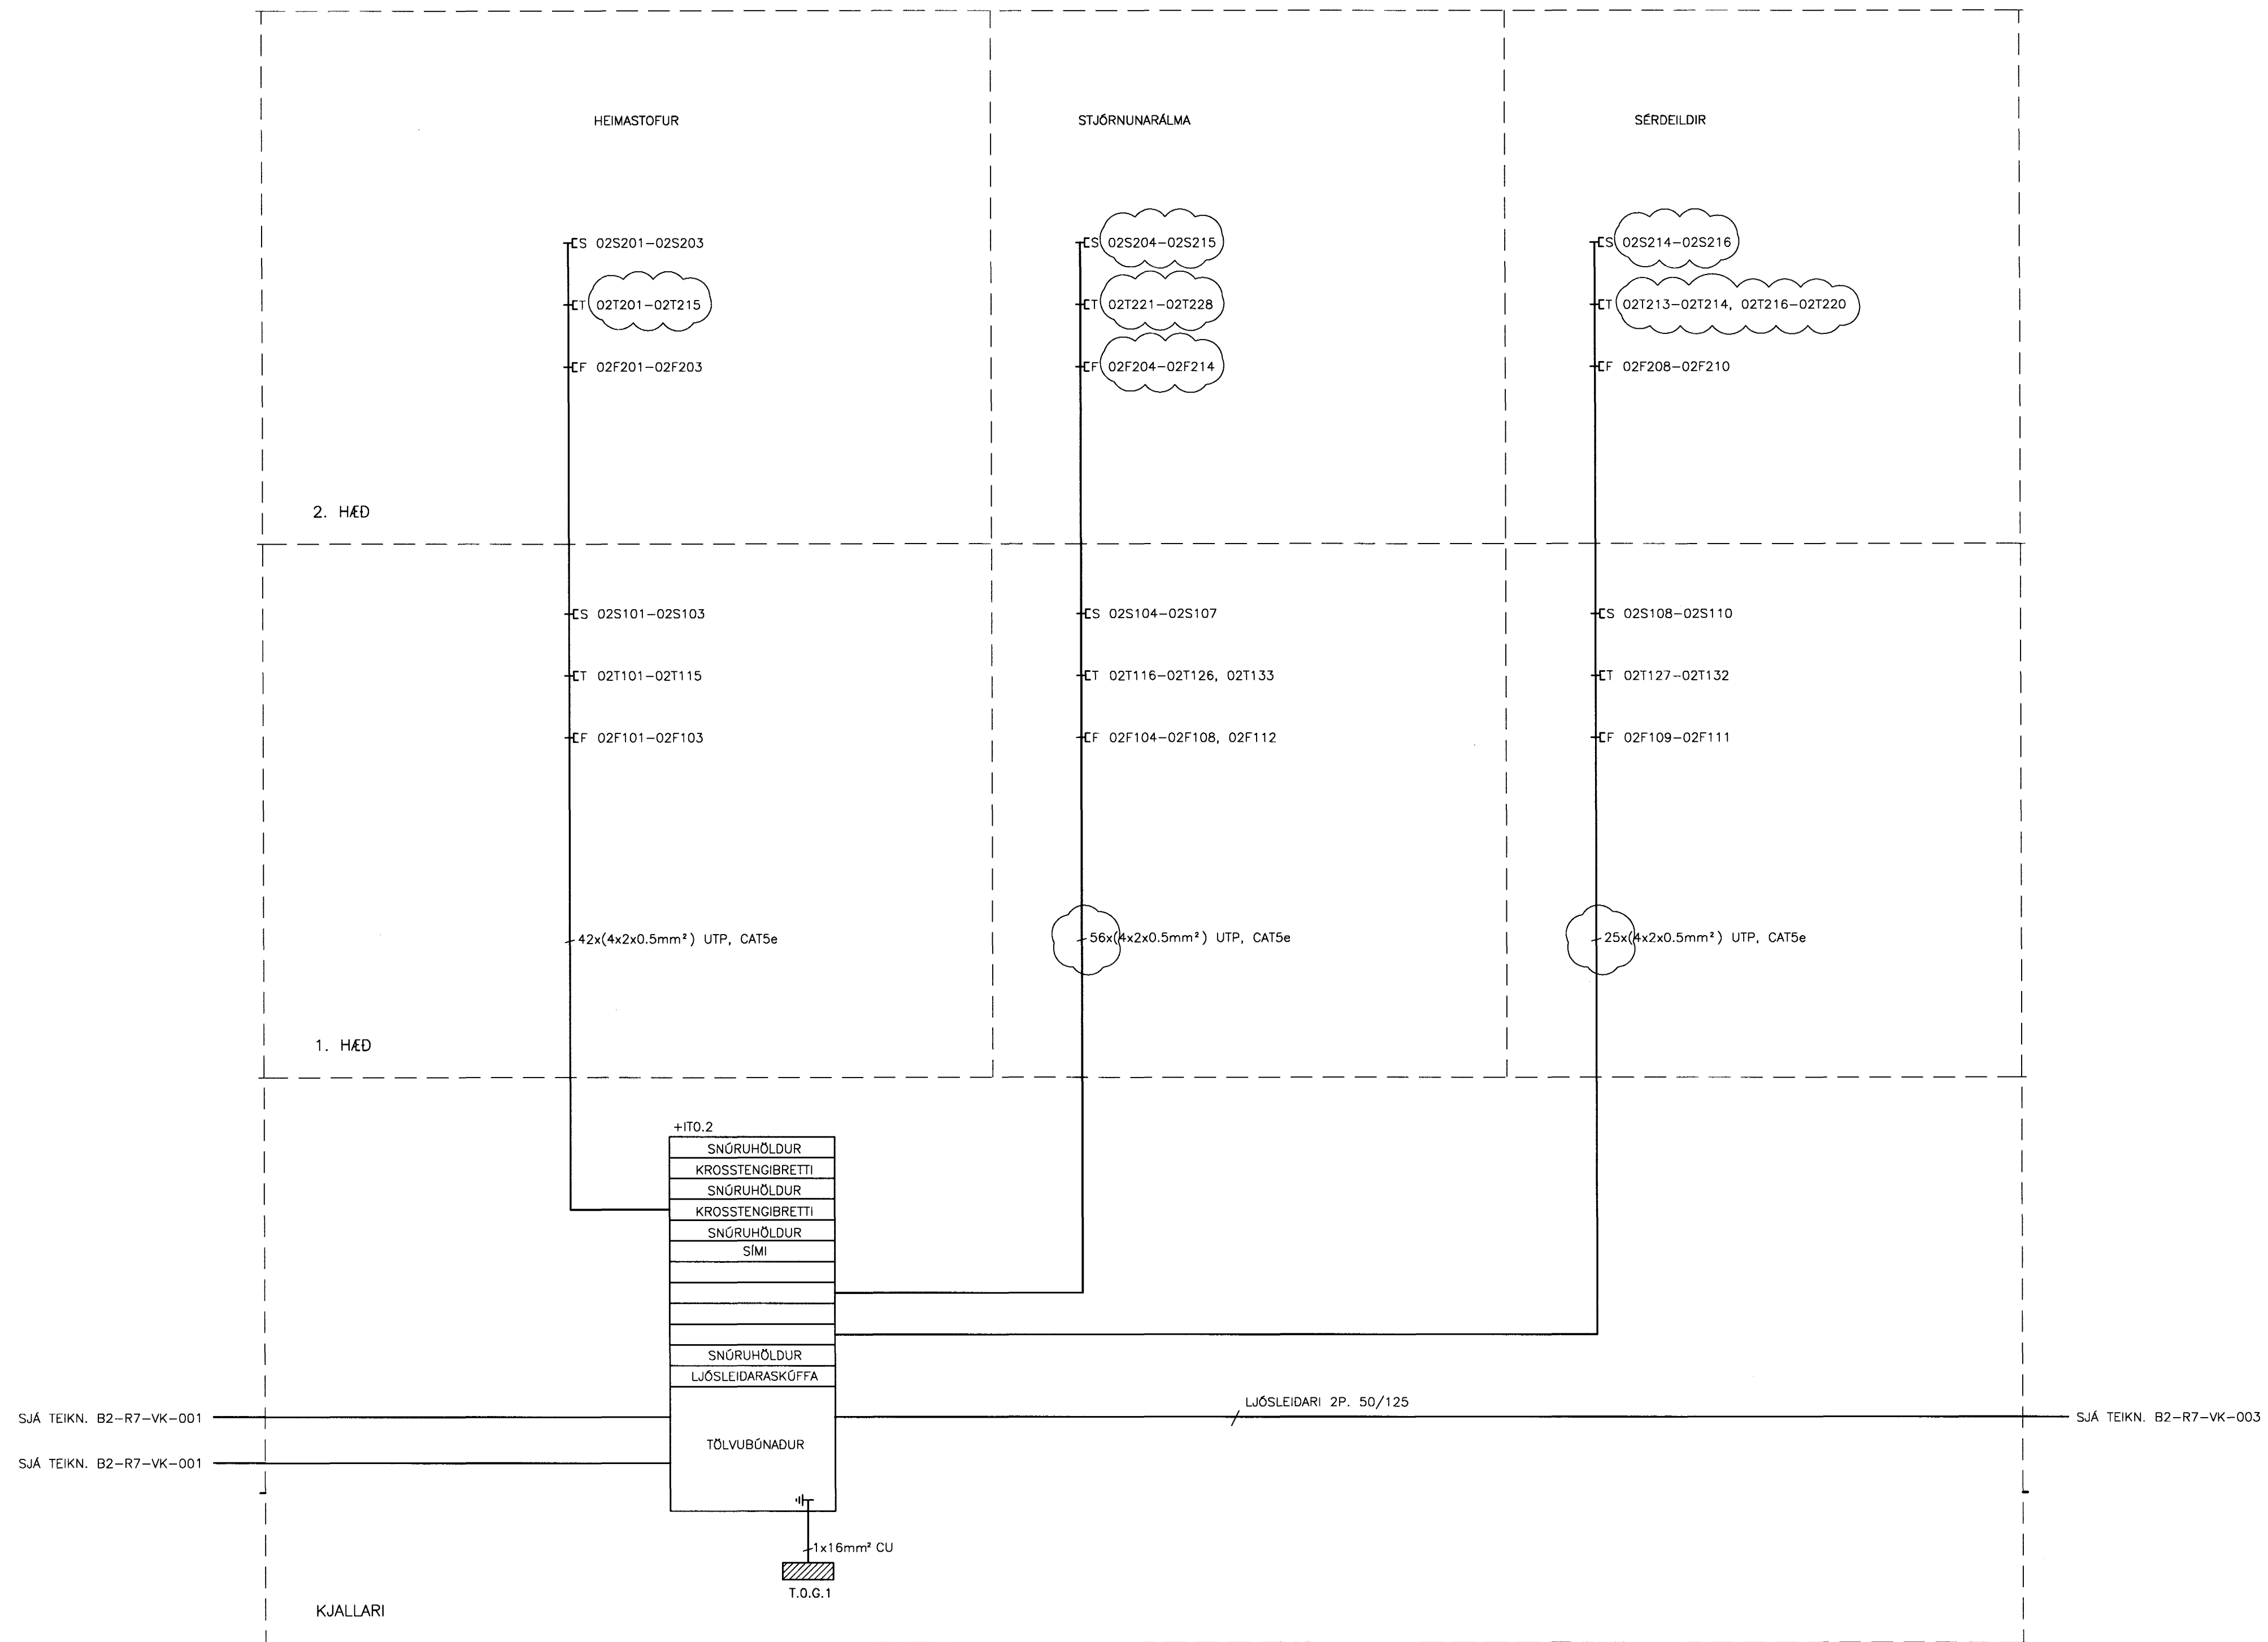 HEIMASTOFUR
STJÓRNUNARÁLMA
SÉRDEILDIR
S 02S201-02S203
S 02S204-02S215
S 02S214-02S216
T 02T201-02T215
T 02T221-02T228
T 02T213-02T214, 02T216-02T220
F 02F201-02F203
F 02F204-02F214
F 02F208-02F210
2. HÆÐ
S 02S101-02S103
S 02S104-02S107
S 02S108-02S110
T 02T101-02T115
T 02T116-02T126, 02T133
T 02T127-02T132
F 02F101-02F103
F 02F104-02F108, 02F112
F 02F109-02F111
42x(4x2x0.5mm²) UTP, CAT5e
56x(4x2x0.5mm²) UTP, CAT5e
25x(4x2x0.5mm²) UTP, CAT5e
1. HÆÐ
+IT0.2
SNÚRUHÖLDUR
KROSSTENGIBRETTI
SNÚRUHÖLDUR
KROSSTENGIBRETTI
SNÚRUHÖLDUR
SÍMI
SNÚRUHÖLDUR
LJÓSLEIÐARASKÚFFA
LJÓSLEIÐARI 2P. 50/125
SJÁ TEIKN. B2-R7-VK-001
SJÁ TEIKN. B2-R7-VK-003
TÖLVUBÚNAÐUR
SJÁ TEIKN. B2-R7-VK-001
1x16mm² CU
T.O.G.1
KJALLARI